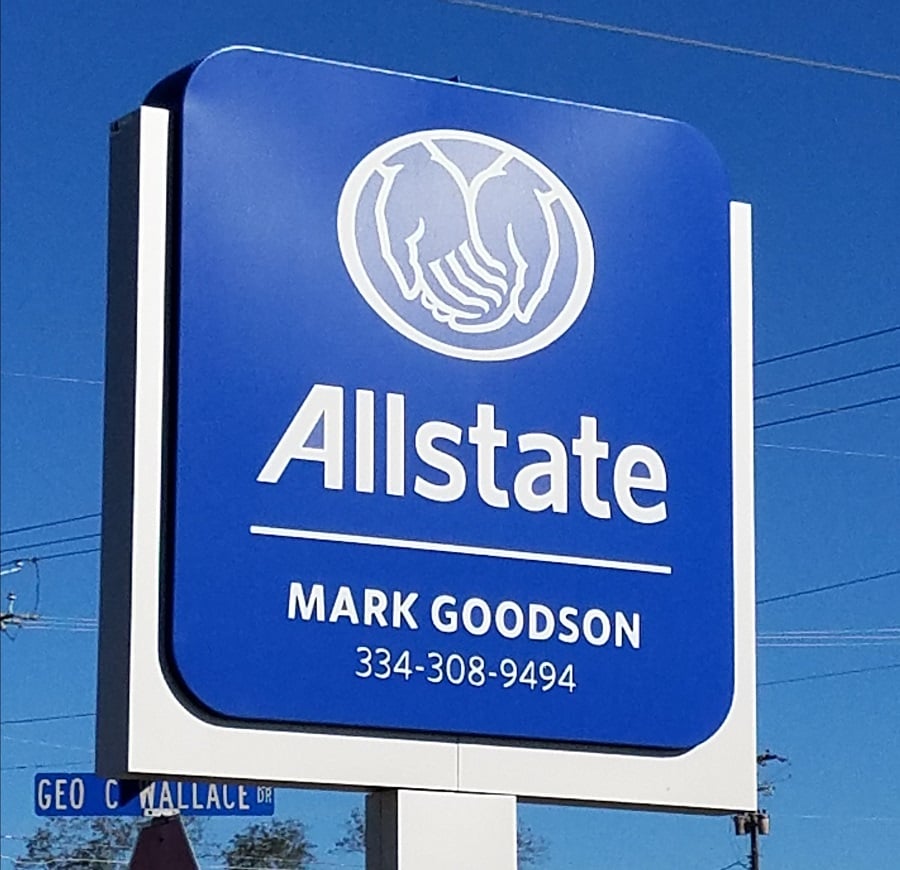 Allstate
MARK GOODSON
334-308-9494
GEO C WALLACE DR